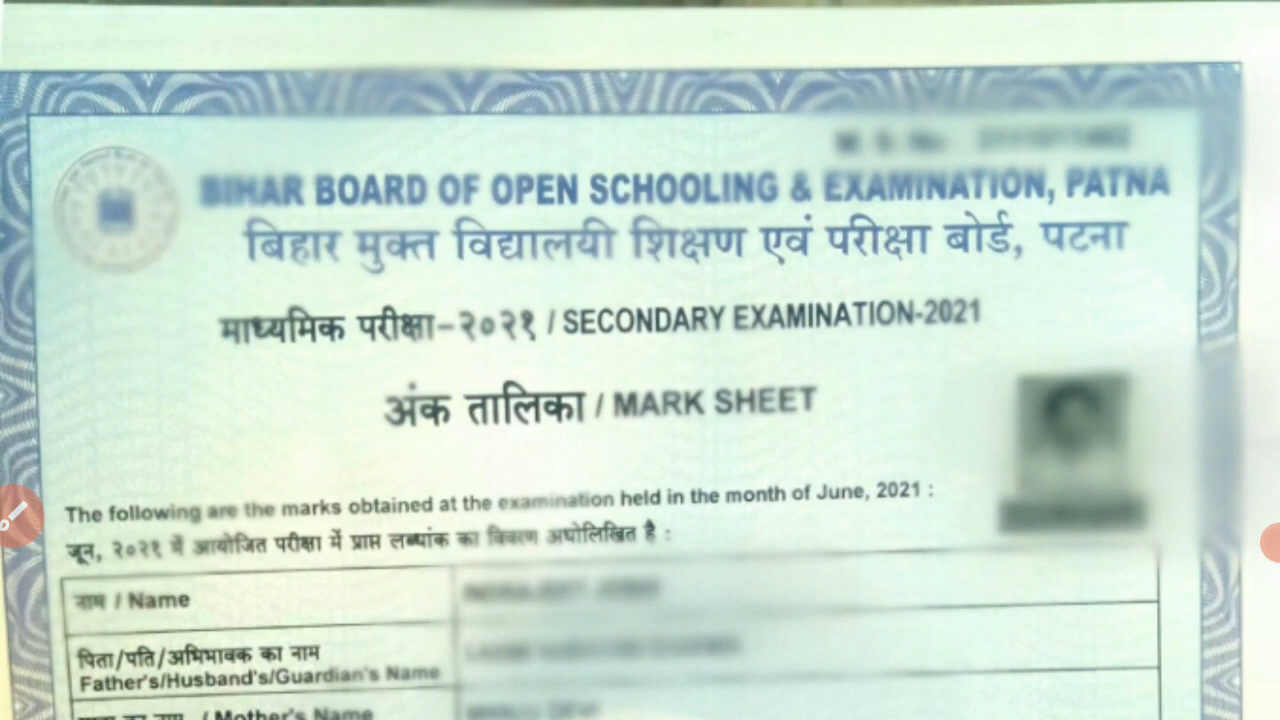 BIHAR BOARD OF OPEN SCHOOLING & EXAMINATION, PATNA
बिहार मुक्त विद्यालयी शिक्षण एवं परीक्षा बोर्ड, पटना
माध्यमिक परीक्षा-२०२१ / SECONDARY EXAMINATION-2021
अंक तालिका / MARK SHEET
The following are the marks obtained at the examination held in the month of June, 2021 :
जून, २०२१ में आयोजित परीक्षा में प्राप्त लब्धांक का विवरण अधोलिखित है :
नाम / Name
पिता/पति/अभिभावक का नाम
Father's/Husband's/Guardian's Name
का नाम / Mother's Name